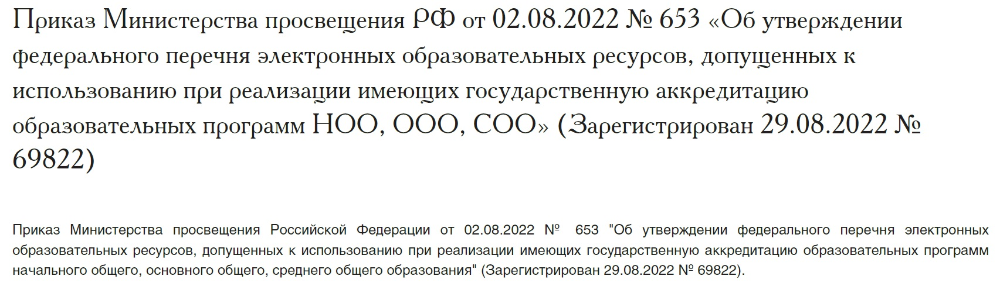 Приказ Министерства просвещения РФ от 02.08.2022 № 653 «Об утверждении
федерального перечня электронных образовательных ресурсов, допущенных к
использованию при реализации имеющих государственную аккредитацию
образовательных программ НОО, ООО, СОО» (Зарегистрирован 29.08.2022 №
69822)
Приказ Министерства просвещения Российской Федерации от 02.08.2022 № 653 "Об утверждении федерального перечня электронных
образовательных ресурсов, допущенных к использованию при реализации имеющих государственную аккредитацию образовательных программ
начального общего, основного общего, среднего общего образования" (Зарегистрирован 29.08.2022 № 69822).